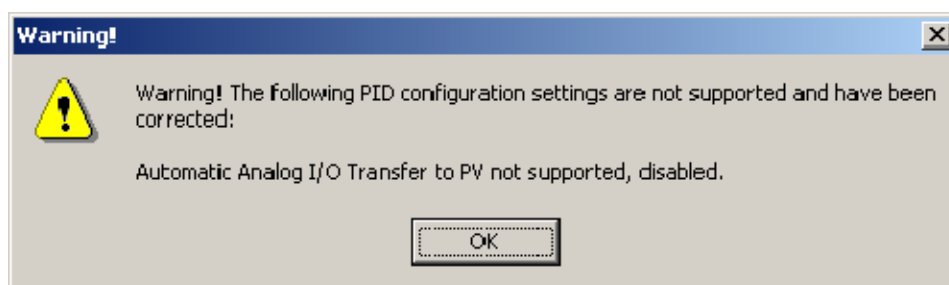 Warning!
Warning! The following PID configuration settings are not supported and have been
corrected:
Automatic Analog I/O Transfer to PV not supported, disabled.
OK